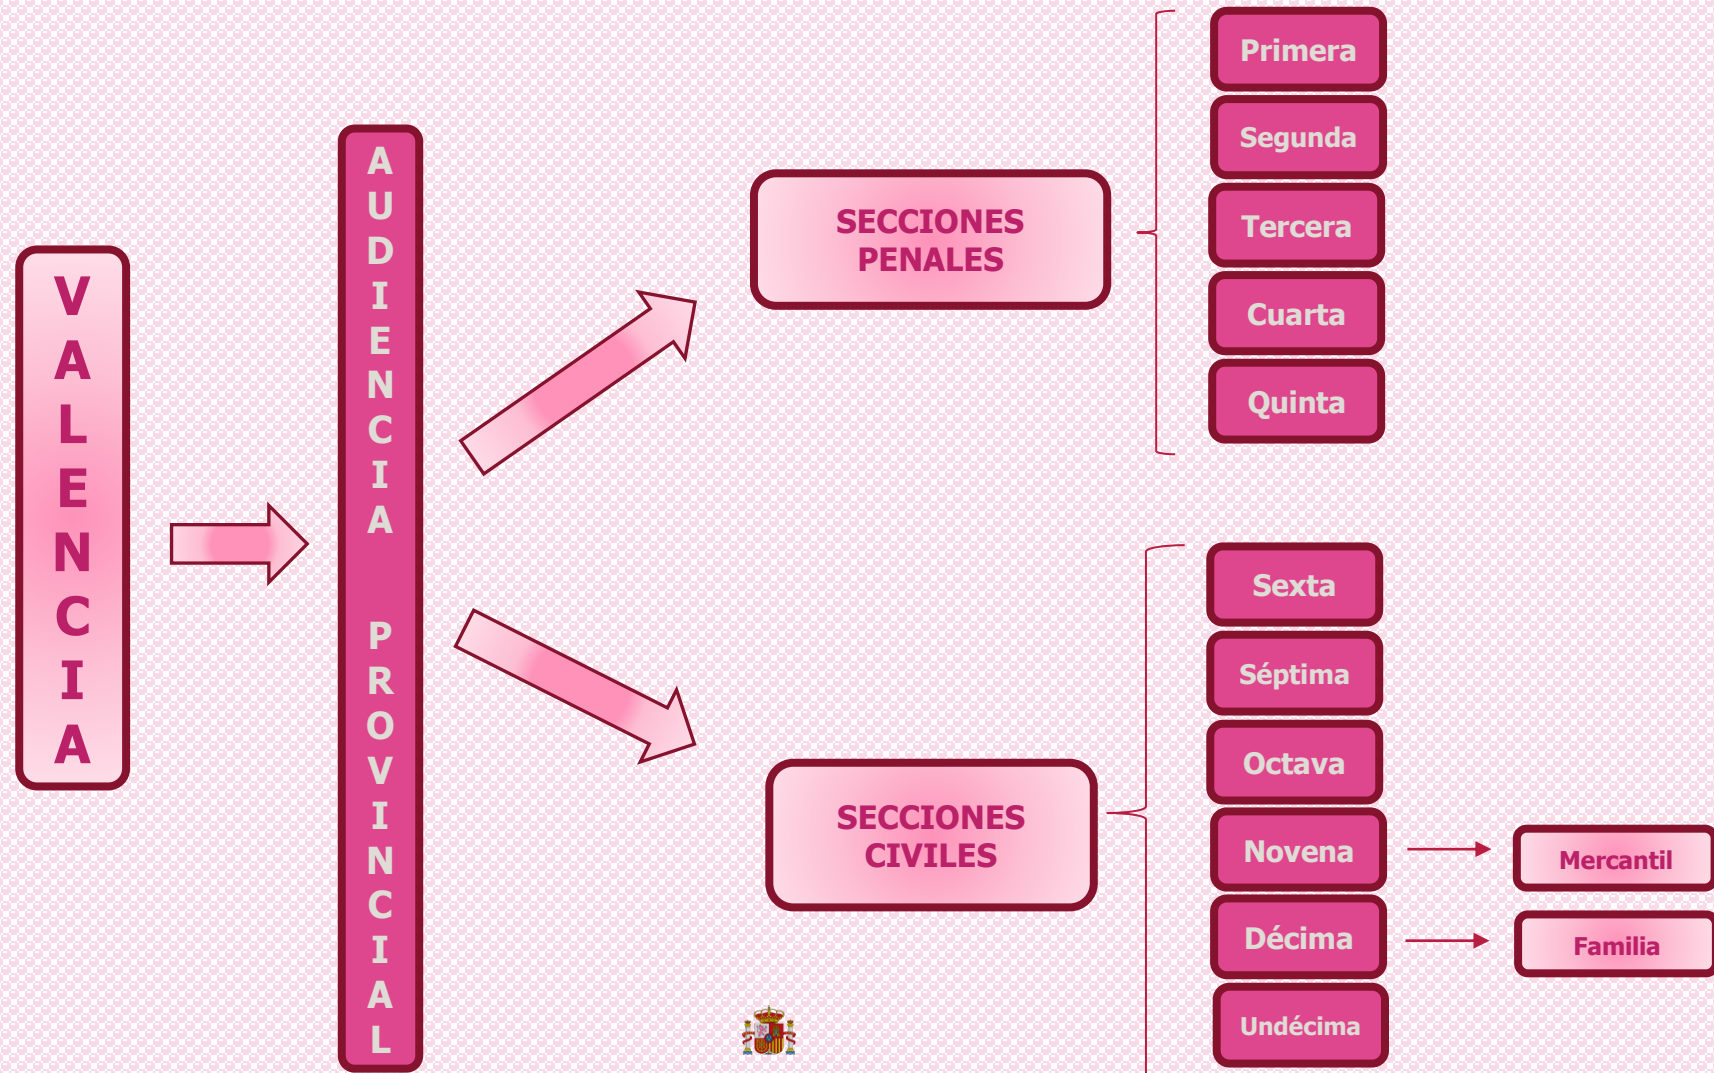 VALENCIA
AUDIENCIA PROVINCIAL
SECCIONES
PENALES
Primera
Segunda
Tercera
Cuarta
Quinta
SECCIONES
CIVILES
Sexta
Séptima
Octava
Novena
Mercantil
Décima
Familia
Undécima